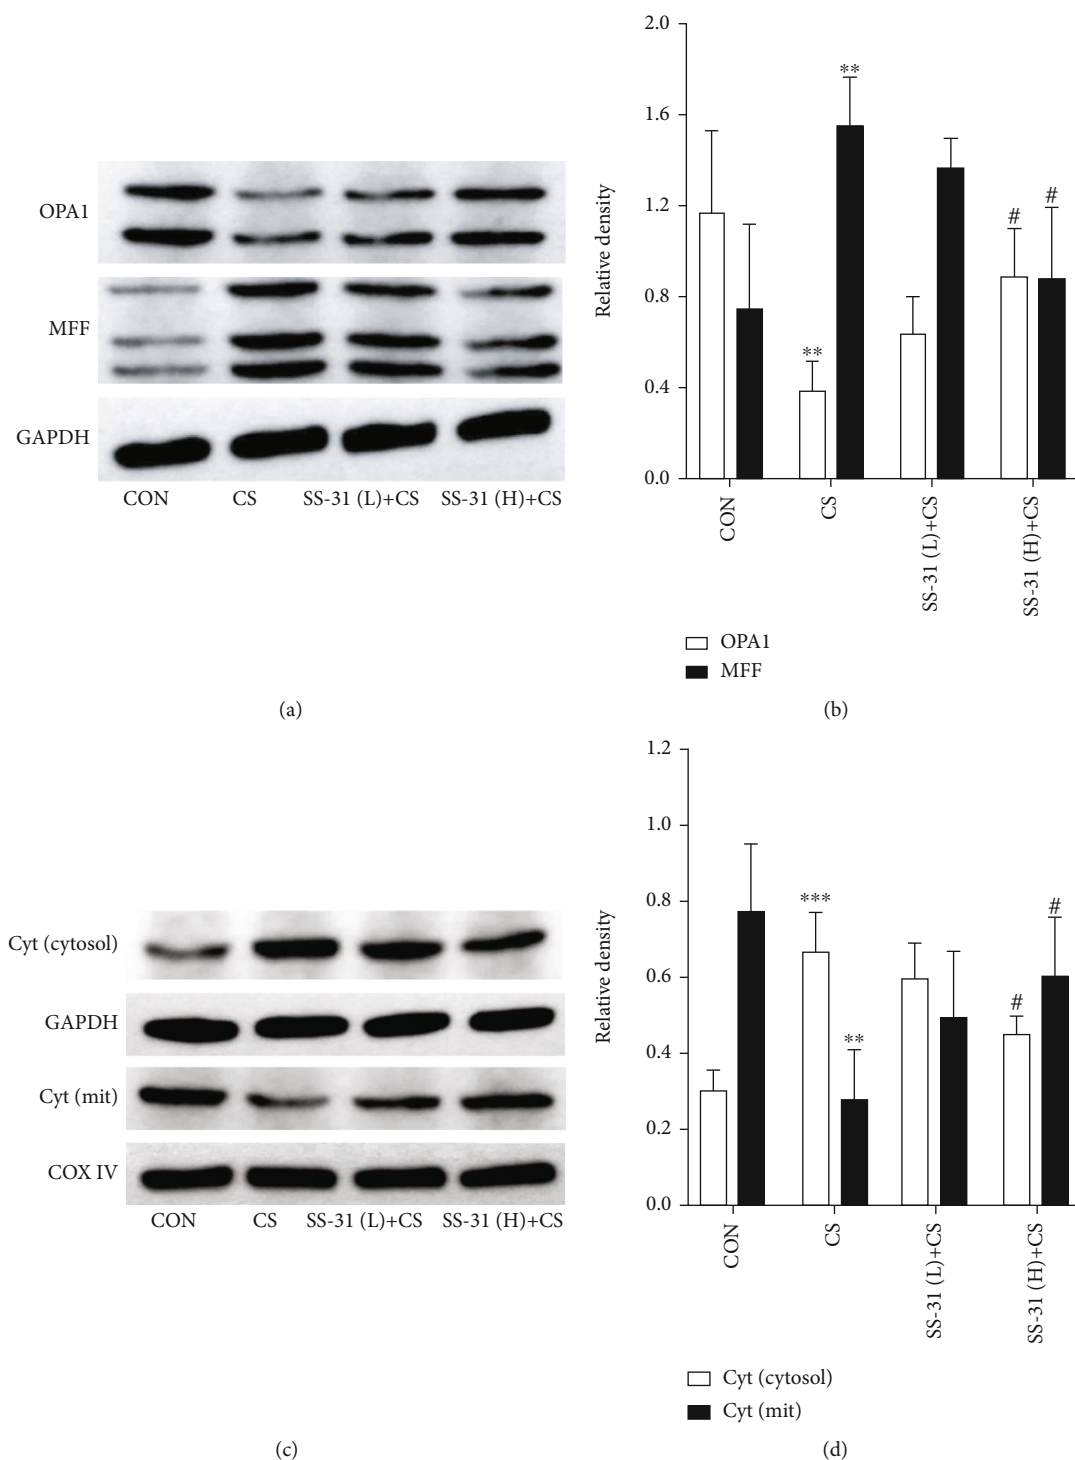 OPA1
MFF
GAPDH
CON CS SS-31 (L)+CS SS-31 (H)+CS
(a)
2.0
1.6
1.2
0.8
0.4
0.0
Relative density
**
**
#
#
CON
CS
SS-31 (L)+CS
SS-31 (H)+CS
OPA1
MFF
(b)
Cyt (cytosol)
GAPDH
Cyt (mit)
COX IV
CON CS SS-31 (L)+CS SS-31 (H)+CS
(c)
1.2
1.0
0.8
0.6
0.4
0.2
0.0
Relative density
***
**
#
#
CON
CS
SS-31 (L)+CS
SS-31 (H)+CS
Cyt (cytosol)
Cyt (mit)
(d)